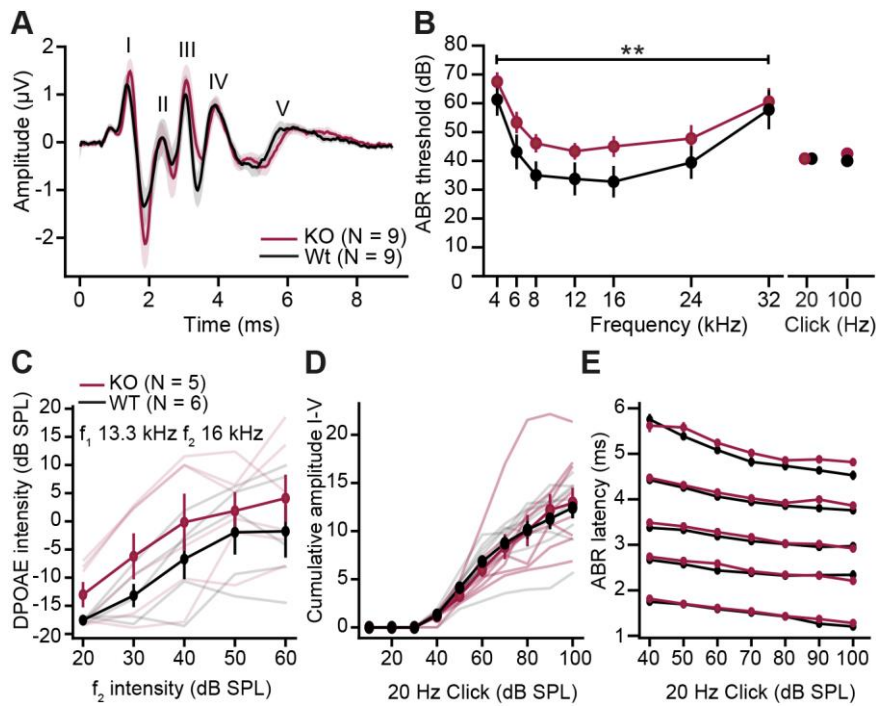 A
I
III
II
IV
V
2
1
0
-1
-2
Amplitude (µV)
KO (N = 9)
Wt (N = 9)
0 2 4 6 8
Time (ms)
B
**
80
70
60
50
40
30
20
10
0
ABR threshold (dB)
4 6 8 12 16 24 32 20 100
Frequency (kHz) Click (Hz)
C
KO (N = 5)
WT (N = 6)
f1 13.3 kHz f2 16 kHz
20
15
10
5
0
-5
-10
-15
-20
DPOAE intensity (dB SPL)
20 30 40 50 60
f2 intensity (dB SPL)
D
20
15
10
5
0
Cumulative amplitude I-V
20 40 60 80 100
20 Hz Click (dB SPL)
E
6
5
4
3
2
1
ABR latency (ms)
40 50 60 70 80 90 100
20 Hz Click (dB SPL)